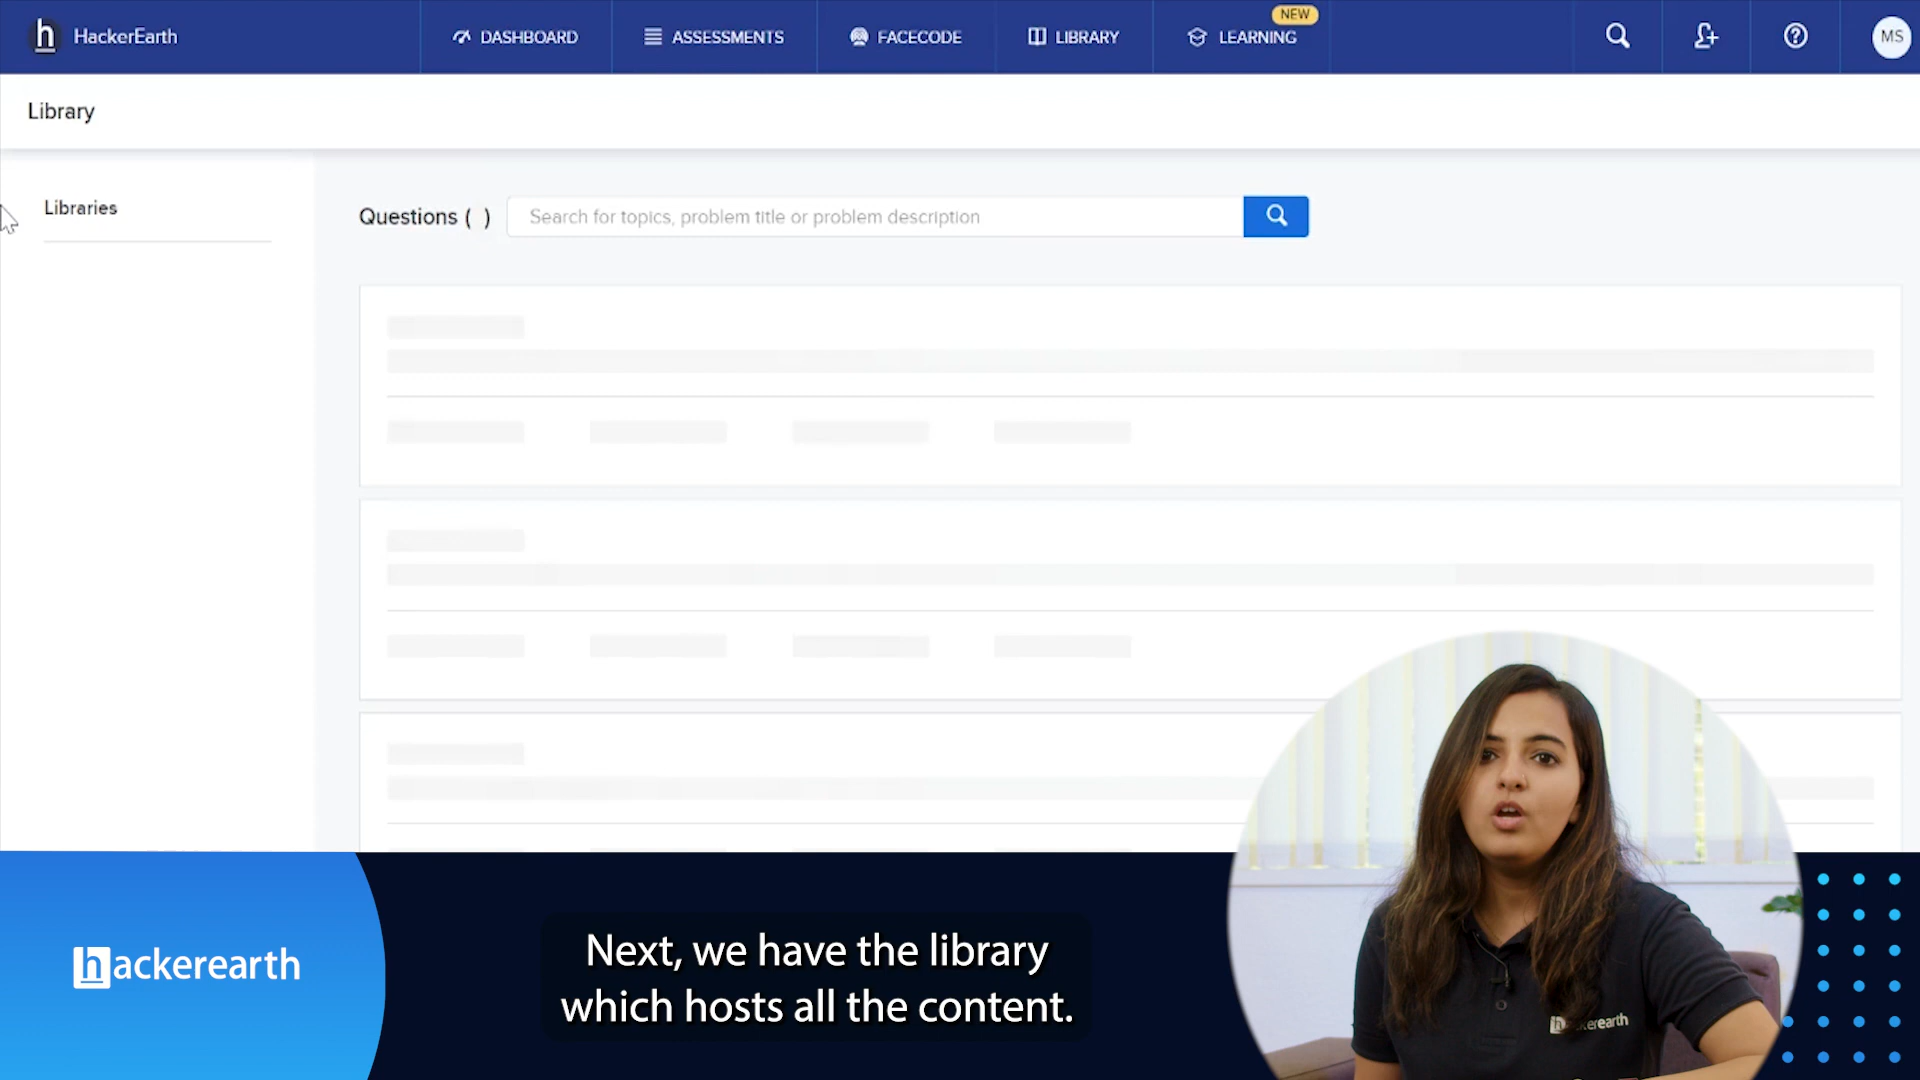 h HackerEarth
DASHBOARD
ASSESSMENTS
FACECODE
LIBRARY
LEARNING
NEW
MS
Library
Libraries
Questions ( )
Search for topics, problem title or problem description
hackerearth
Next, we have the library
which hosts all the content.